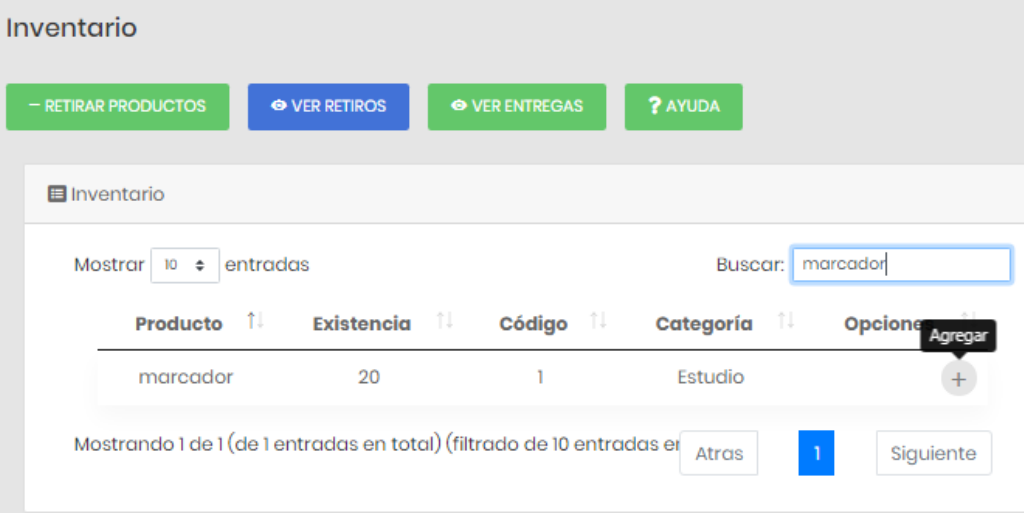 Inventario
− RETIRAR PRODUCTOS VER RETIROS VER ENTREGAS ? AYUDA
Inventario
Mostrar 10 entradas Buscar: marcador
Producto Existencia Código Categoría Opciones
Agregar
marcador 20 1 Estudio +
Mostrando 1 de 1 (de 1 entradas en total) (filtrado de 10 entradas Atras 1 Siguiente